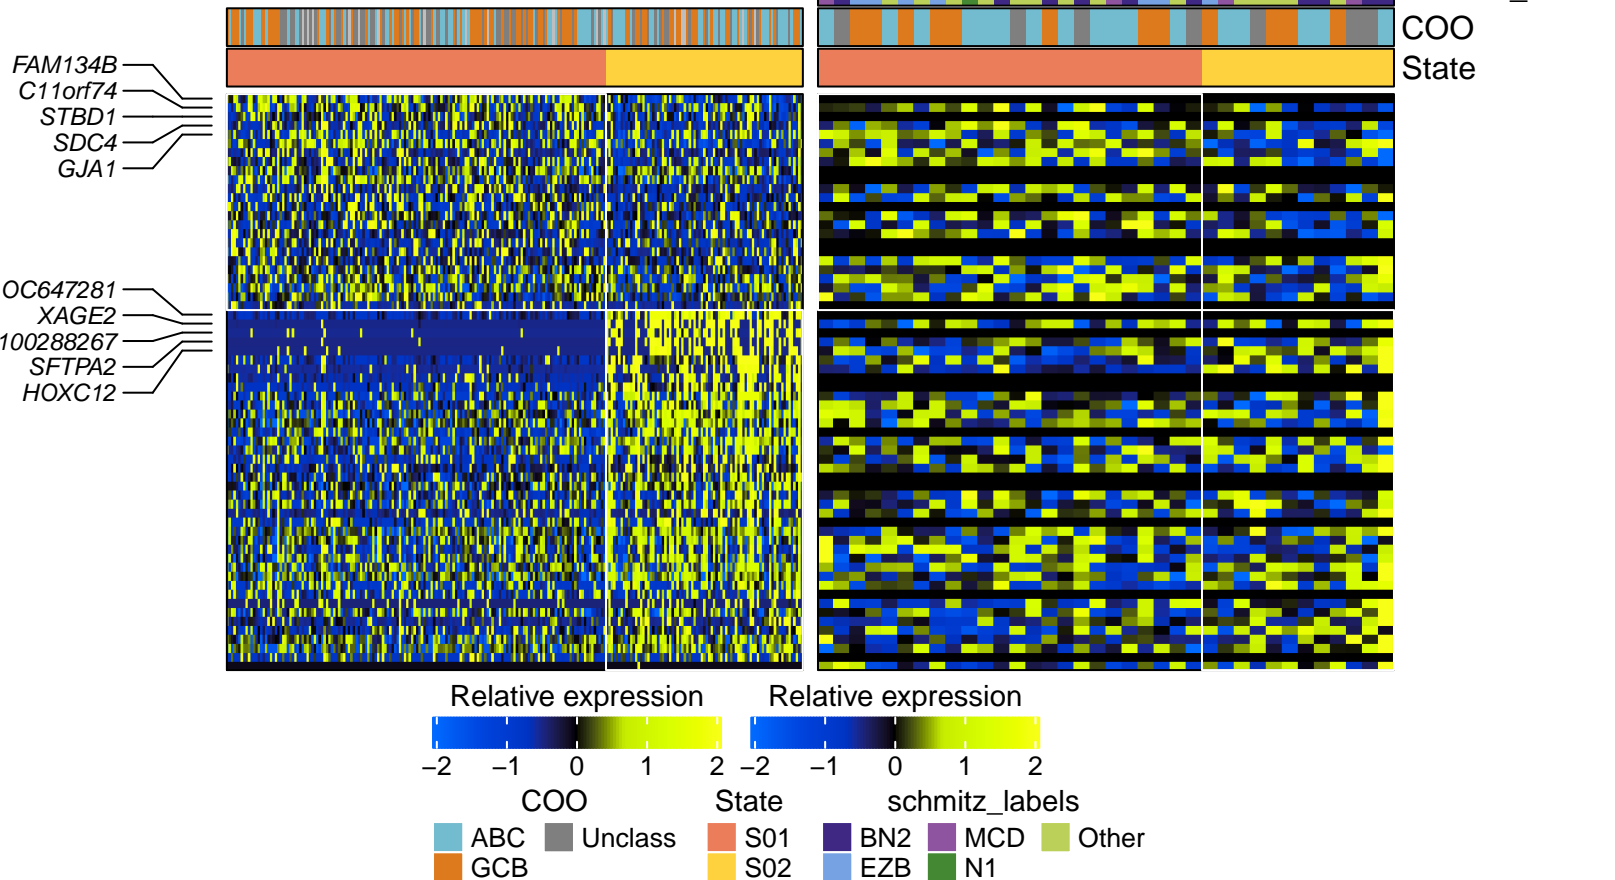 COO
State
FAM134B
C11orf74
STBD1
SDC4
GJA1
OC647281
XAGE2
100288267
SFTPA2
HOXC12
Relative expression Relative expression
−2 −1 0 1 2 −2 −1 0 1 2
COO State schmitz_labels
ABC Unclass S01 BN2 MCD Other
GCB S02 EZB N1